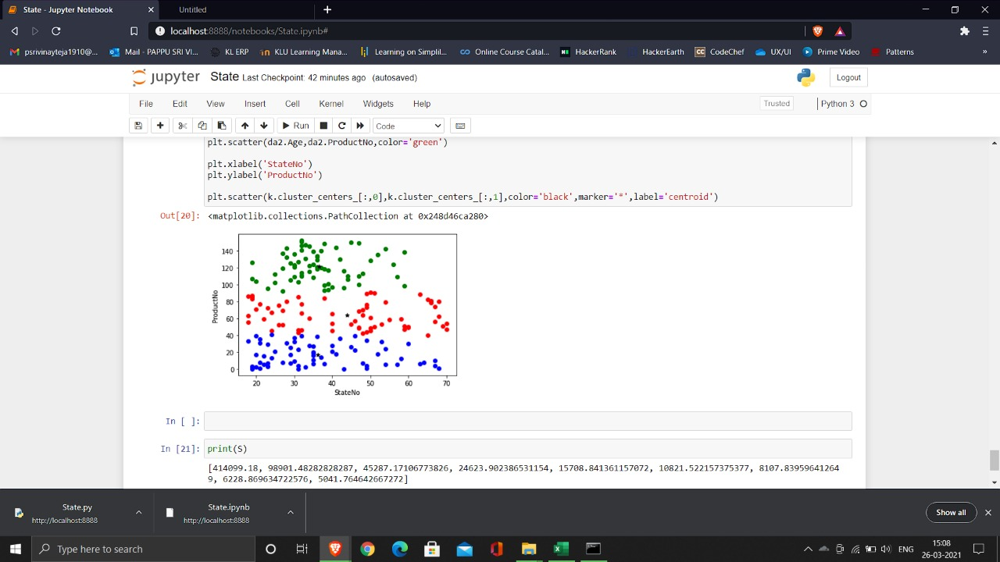 State - Jupyter Notebook
Untitled
localhost:8888/notebooks/State.ipynb#
psrivinayteja1910@...
Mail - PAPPU SRI VI...
KL ERP
KLU Learning Mana...
Learning on Simplil...
Online Course Catal...
HackerRank
HackerEarth
CodeChef
UX/UI
Prime Video
Patterns
»
jupyter State Last Checkpoint: 42 minutes ago (autosaved)
Logout
File Edit View Insert Cell Kernel Widgets Help
Trusted
Python 3
Run
Code
plt.scatter(da2.Age,da2.ProductNo,color='green')
plt.xlabel('StateNo')
plt.ylabel('ProductNo')
plt.scatter(k.cluster_centers_[:,0],k.cluster_centers_[:,1],color='black',marker='*',label='centroid')
Out[20]: <matplotlib.collections.PathCollection at 0x248d46ca280>
140
120
100
80
60
40
20
0
ProductNo
20 30 40 50 60 70
StateNo
In [ ]:
In [21]: print(S)
[414099.18, 98901.48282828287, 45287.17106773826, 24623.902386531154, 15708.841361157072, 10821.522157375377, 8107.83959641264
9, 6228.869634722576, 5041.764642667272]
State.py
http://localhost:8888
State.ipynb
http://localhost:8888
Show all
Type here to search
ENG
15:08
26-03-2021